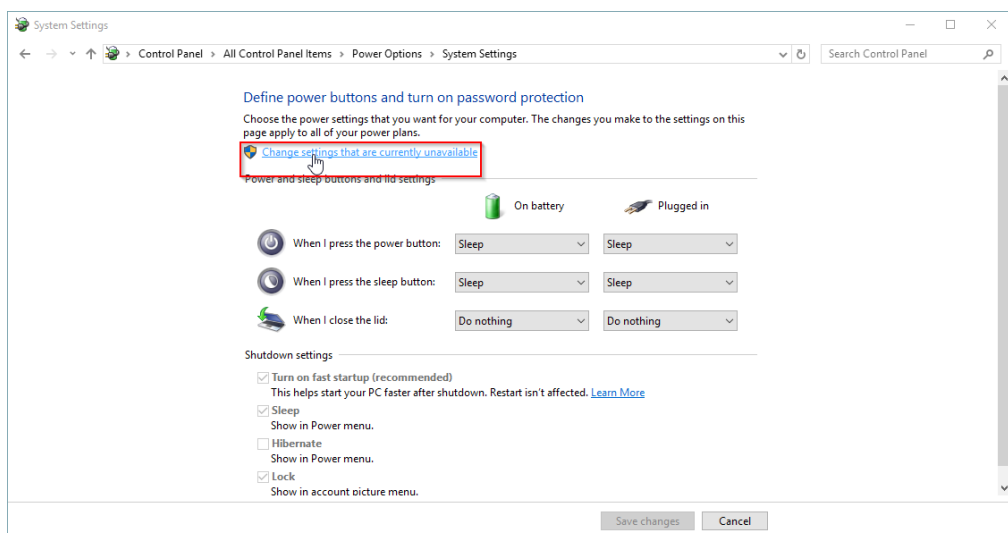 System Settings
Control Panel > All Control Panel Items > Power Options > System Settings
Search Control Panel
Define power buttons and turn on password protection
Choose the power settings that you want for your computer. The changes you make to the settings on this
page apply to all of your power plans.
Change settings that are currently unavailable
Power and sleep buttons and lid settings
On battery
Plugged in
When I press the power button:
Sleep
Sleep
When I press the sleep button:
Sleep
Sleep
When I close the lid:
Do nothing
Do nothing
Shutdown settings
Turn on fast startup (recommended)
This helps start your PC faster after shutdown. Restart isn't affected. Learn More
Sleep
Show in Power menu.
Hibernate
Show in Power menu.
Lock
Show in account picture menu.
Save changes
Cancel